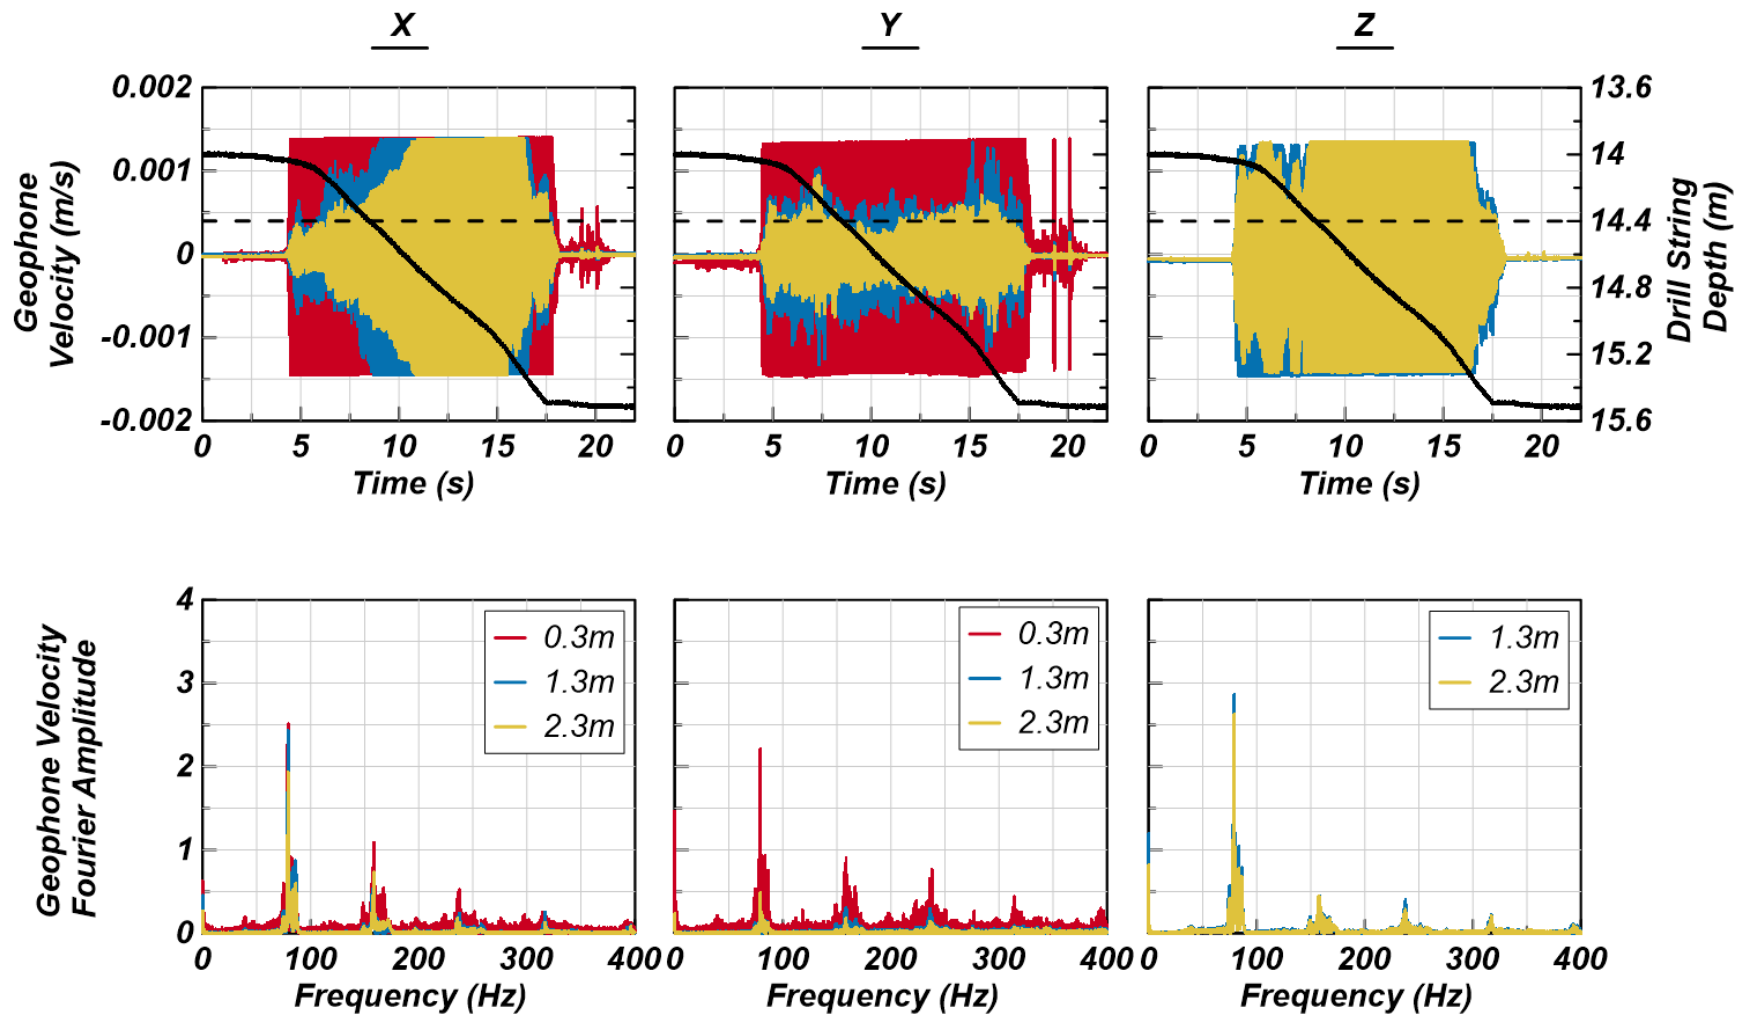 X
Y
Z
Geophone
Velocity (m/s)
0.002
0.001
0
-0.001
-0.002
0 5 10 15 20
Time (s)
0 5 10 15 20
Time (s)
0 5 10 15 20
Time (s)
13.6
14
14.4
14.8
15.2
15.6
Drill String
Depth (m)
Geophone Velocity
Fourier Amplitude
4
3
2
1
0
0.3m
1.3m
2.3m
0 100 200 300 400
Frequency (Hz)
0.3m
1.3m
2.3m
0 100 200 300 400
Frequency (Hz)
1.3m
2.3m
0 100 200 300 400
Frequency (Hz)